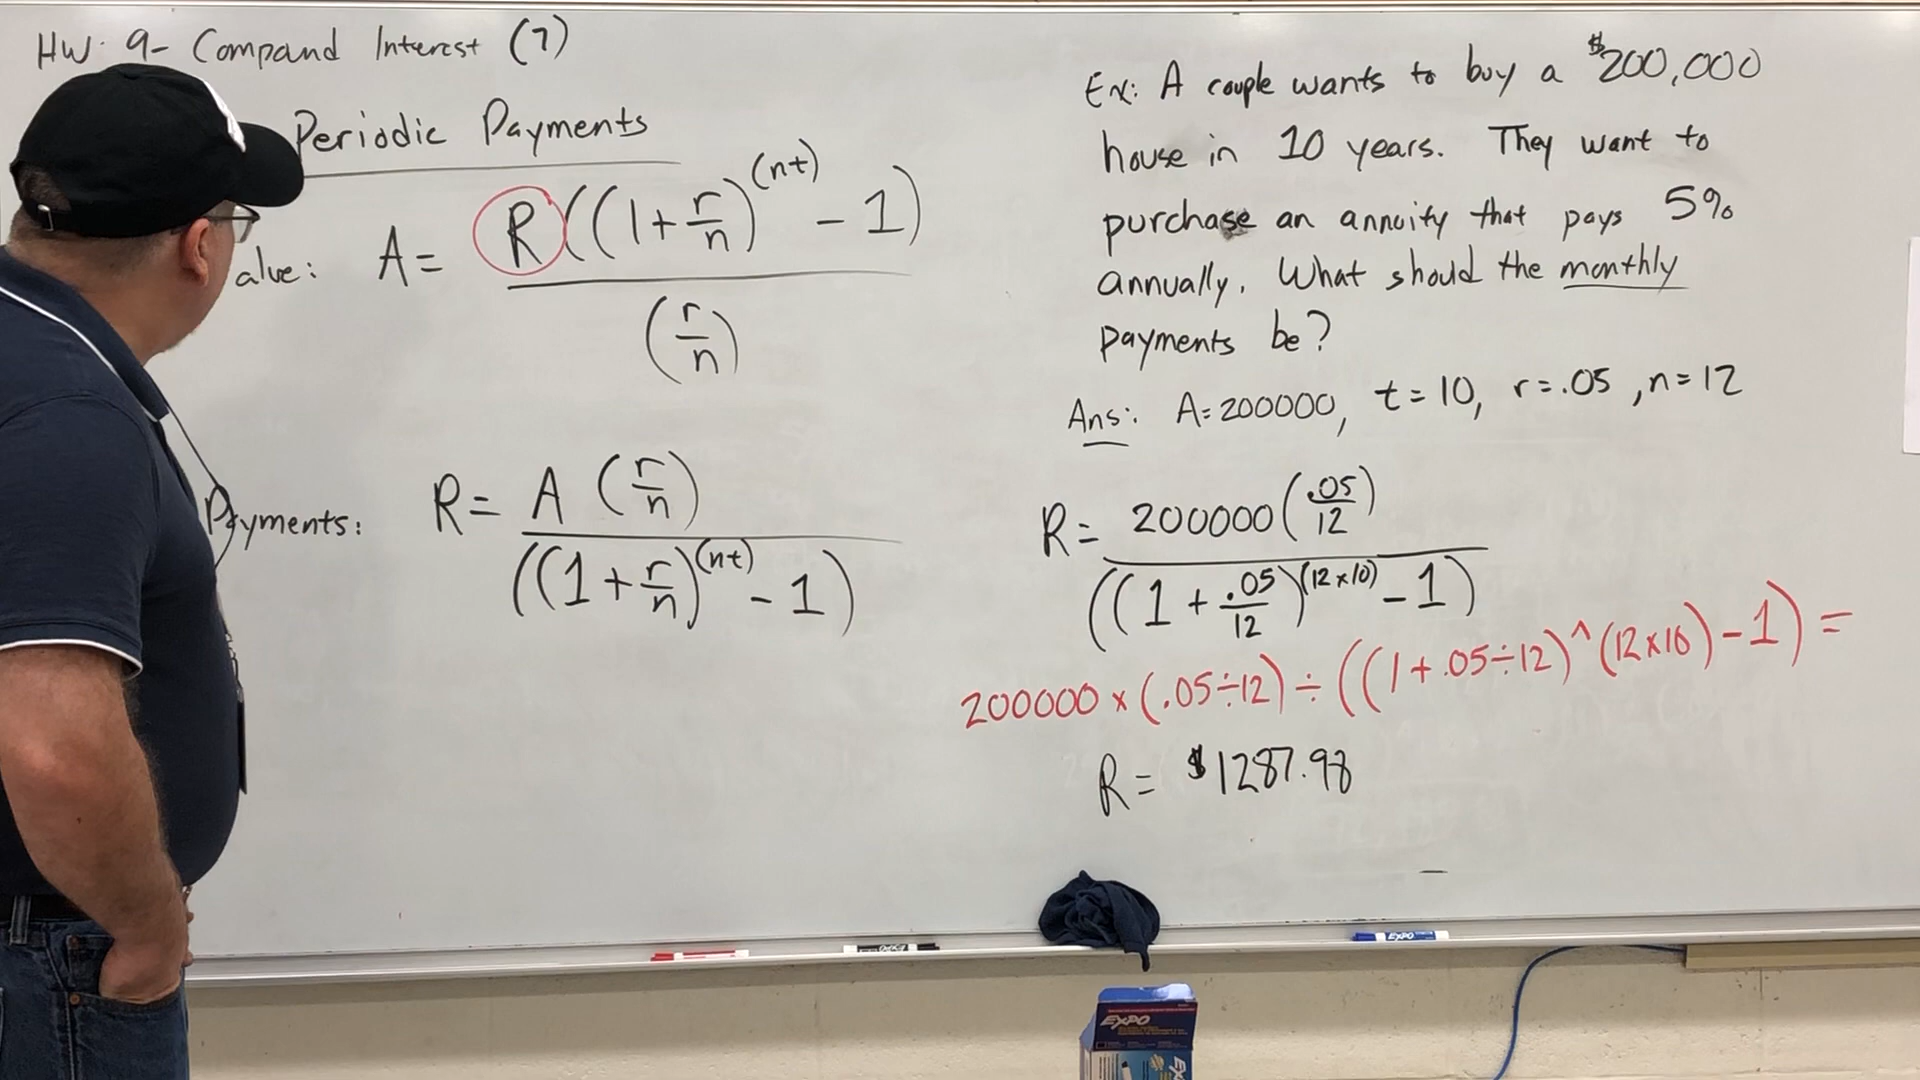 HW: 9- Compound Interest (7)
Periodic Payments
alue: A = R((1+r/n)^(nt) - 1) / (r/n)
Payments: R = A (r/n) / ((1+r/n)^(nt) - 1)
Ex: A couple wants to buy a $200,000
house in 10 years. They want to
purchase an annuity that pays 5%
annually. What should the monthly
payments be?
Ans: A=200000, t=10, r=.05, n=12
R = 200000(.05/12) / ((1+.05/12)^(12x10) - 1)
200000 x (.05÷12) ÷ ((1+.05÷12)^(12x10)-1) =
R = $1287.98
EXPO
EXPO